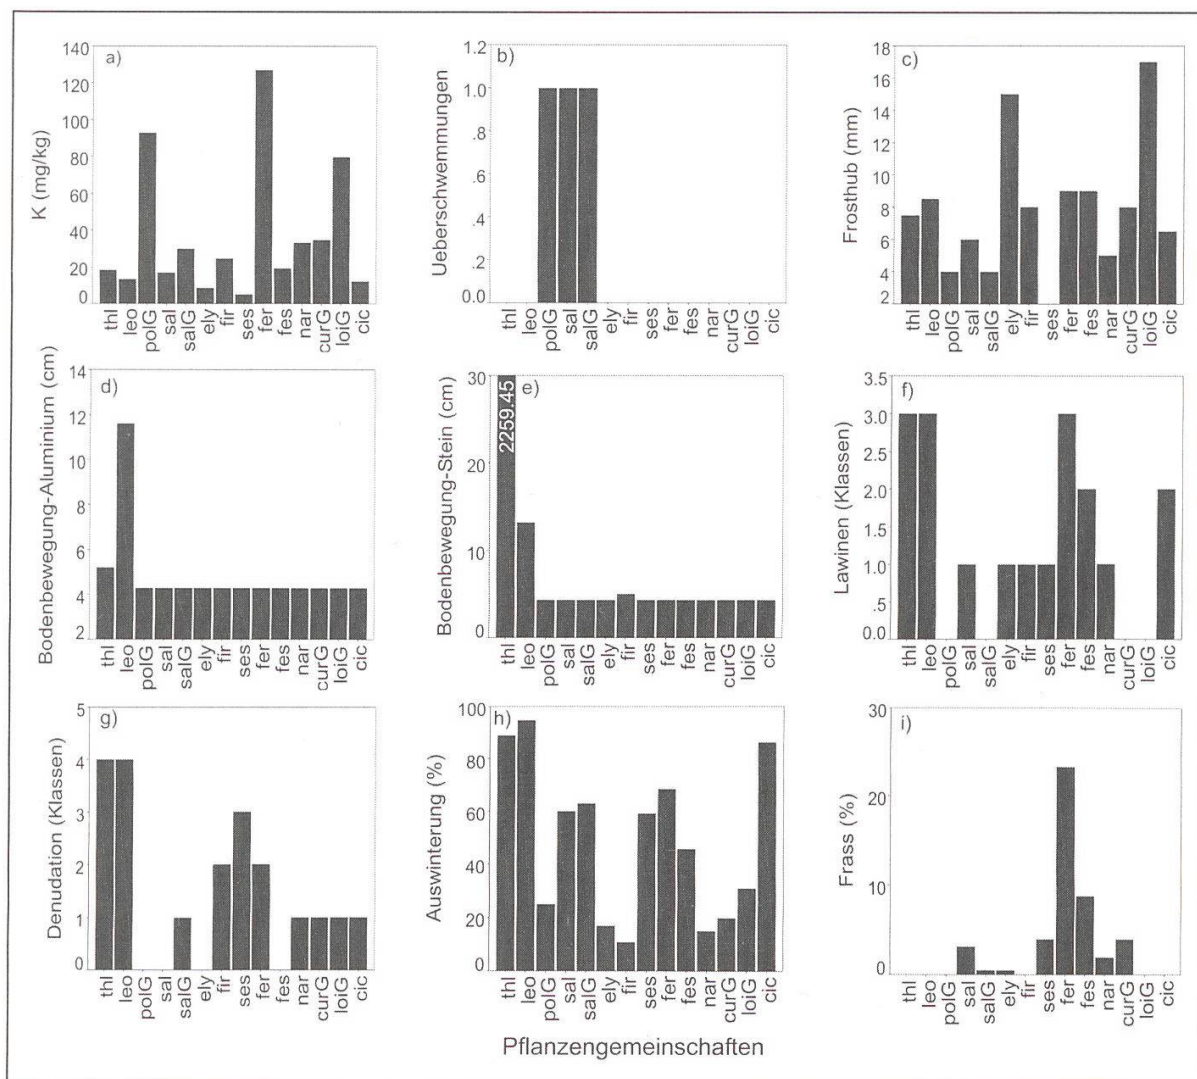 a)
K (mg/kg)
140
120
100
80
60
40
20
0
thl leo polG sal salG ely fir ses fer fes nar curG loiG cic
b)
Ueberschwemmungen
1.2
1.0
.8
.6
.4
.2
0.0
thl leo polG sal salG ely fir ses fer fes nar curG loiG cic
c)
Frosthub (mm)
18
16
14
12
10
8
6
4
2
thl leo polG sal salG ely fir ses fer fes nar curG loiG cic
d)
Bodenbewegung-Aluminium (cm)
14
12
10
8
6
4
2
thl leo polG sal salG ely fir ses fer fes nar curG loiG cic
e)
Bodenbewegung-Stein (cm)
30
20
10
0
2259.45
thl leo polG sal salG ely fir ses fer fes nar curG loiG cic
f)
Lawinen (Klassen)
3.5
3.0
2.5
2.0
1.5
1.0
.5
0.0
thl leo polG sal salG ely fir ses fer fes nar curG loiG cic
g)
Denudation (Klassen)
5
4
3
2
1
0
thl leo polG sal salG ely fir ses fer fes nar curG loiG cic
h)
Auswinterung (%)
100
80
60
40
20
0
thl leo polG sal salG ely fir ses fer fes nar curG loiG cic
i)
Frass (%)
30
20
10
0
thl leo polG sal salG ely fir ses fer fes nar curG loiG cic
Pflanzengemeinschaften